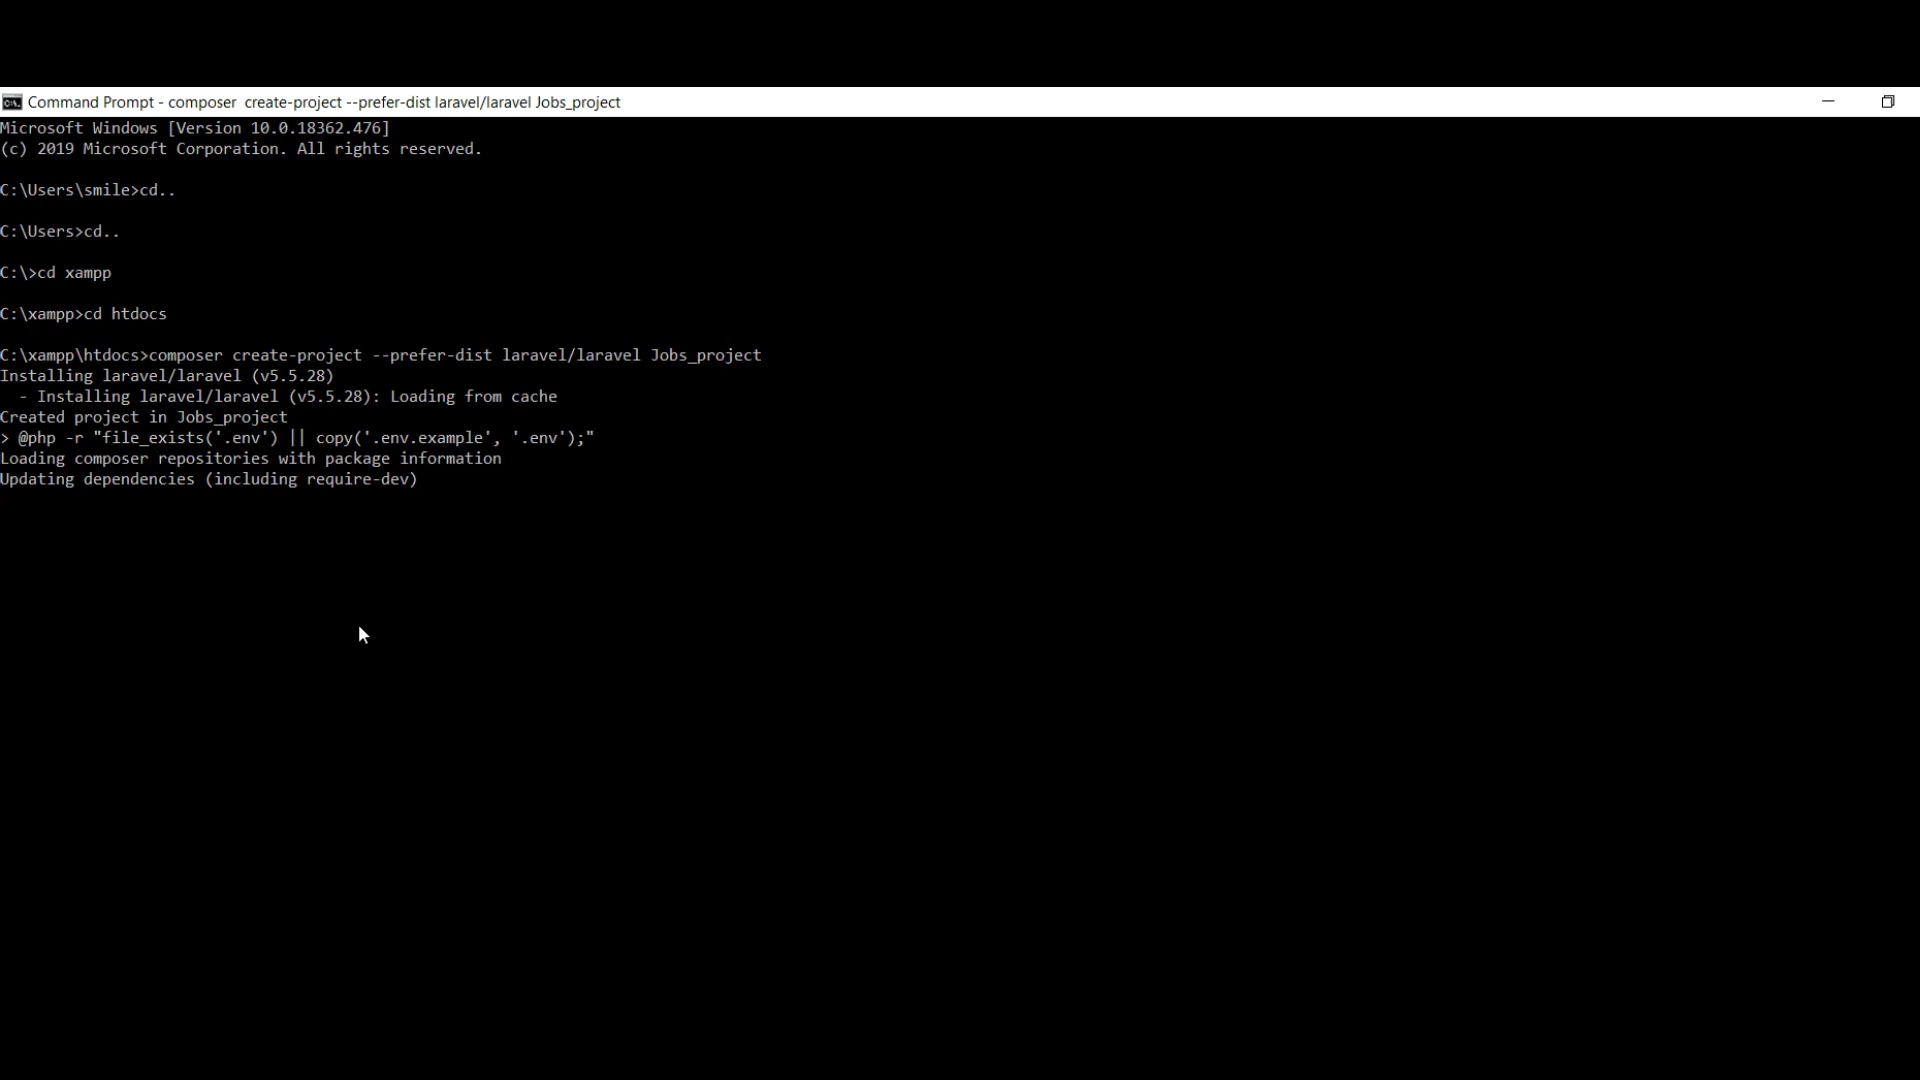 Command Prompt - composer  create-project --prefer-dist laravel/laravel Jobs_project
Microsoft Windows [Version 10.0.18362.476]
(c) 2019 Microsoft Corporation. All rights reserved.
C:\Users\smile>cd..
C:\Users>cd..
C:\>cd xampp
C:\xampp>cd htdocs
C:\xampp\htdocs>composer create-project --prefer-dist laravel/laravel Jobs_project
Installing laravel/laravel (v5.5.28)
  - Installing laravel/laravel (v5.5.28): Loading from cache
Created project in Jobs_project
> @php -r "file_exists('.env') || copy('.env.example', '.env');"
Loading composer repositories with package information
Updating dependencies (including require-dev)